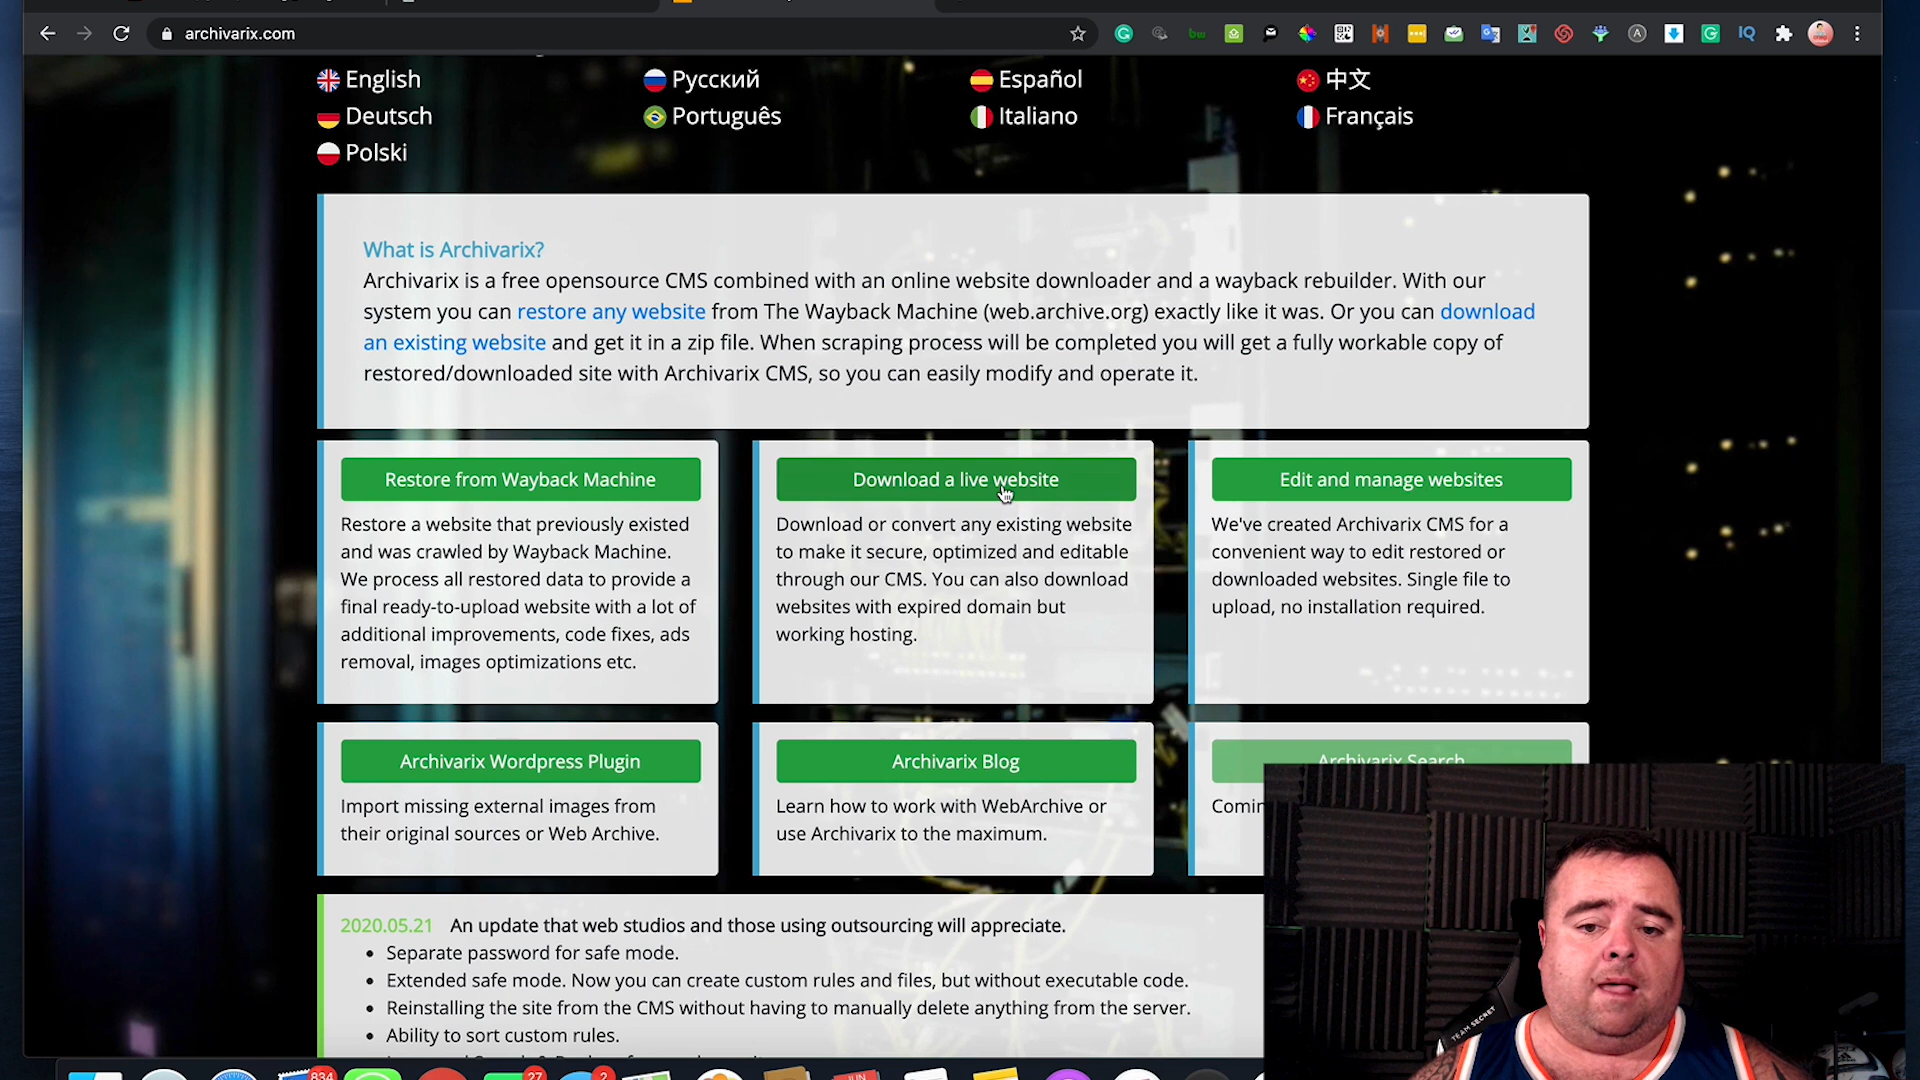 archivarix.com
English Русский Español 中文
Deutsch Português Italiano Français
Polski
What is Archivarix?
Archivarix is a free opensource CMS combined with an online website downloader and a wayback rebuilder. With our
system you can restore any website from The Wayback Machine (web.archive.org) exactly like it was. Or you can download
an existing website and get it in a zip file. When scraping process will be completed you will get a fully workable copy of
restored/downloaded site with Archivarix CMS, so you can easily modify and operate it.
Restore from Wayback Machine
Restore a website that previously existed
and was crawled by Wayback Machine.
We process all restored data to provide a
final ready-to-upload website with a lot of
additional improvements, code fixes, ads
removal, images optimizations etc.
Download a live website
Download or convert any existing website
to make it secure, optimized and editable
through our CMS. You can also download
websites with expired domain but
working hosting.
Edit and manage websites
We've created Archivarix CMS for a
convenient way to edit restored or
downloaded websites. Single file to
upload, no installation required.
Archivarix Wordpress Plugin
Import missing external images from
their original sources or Web Archive.
Archivarix Blog
Learn how to work with WebArchive or
use Archivarix to the maximum.
Archivarix Search
Comin
2020.05.21 An update that web studios and those using outsourcing will appreciate.
Separate password for safe mode.
Extended safe mode. Now you can create custom rules and files, but without executable code.
Reinstalling the site from the CMS without having to manually delete anything from the server.
Ability to sort custom rules.
834
27
2
JUN
TEAM SECRET